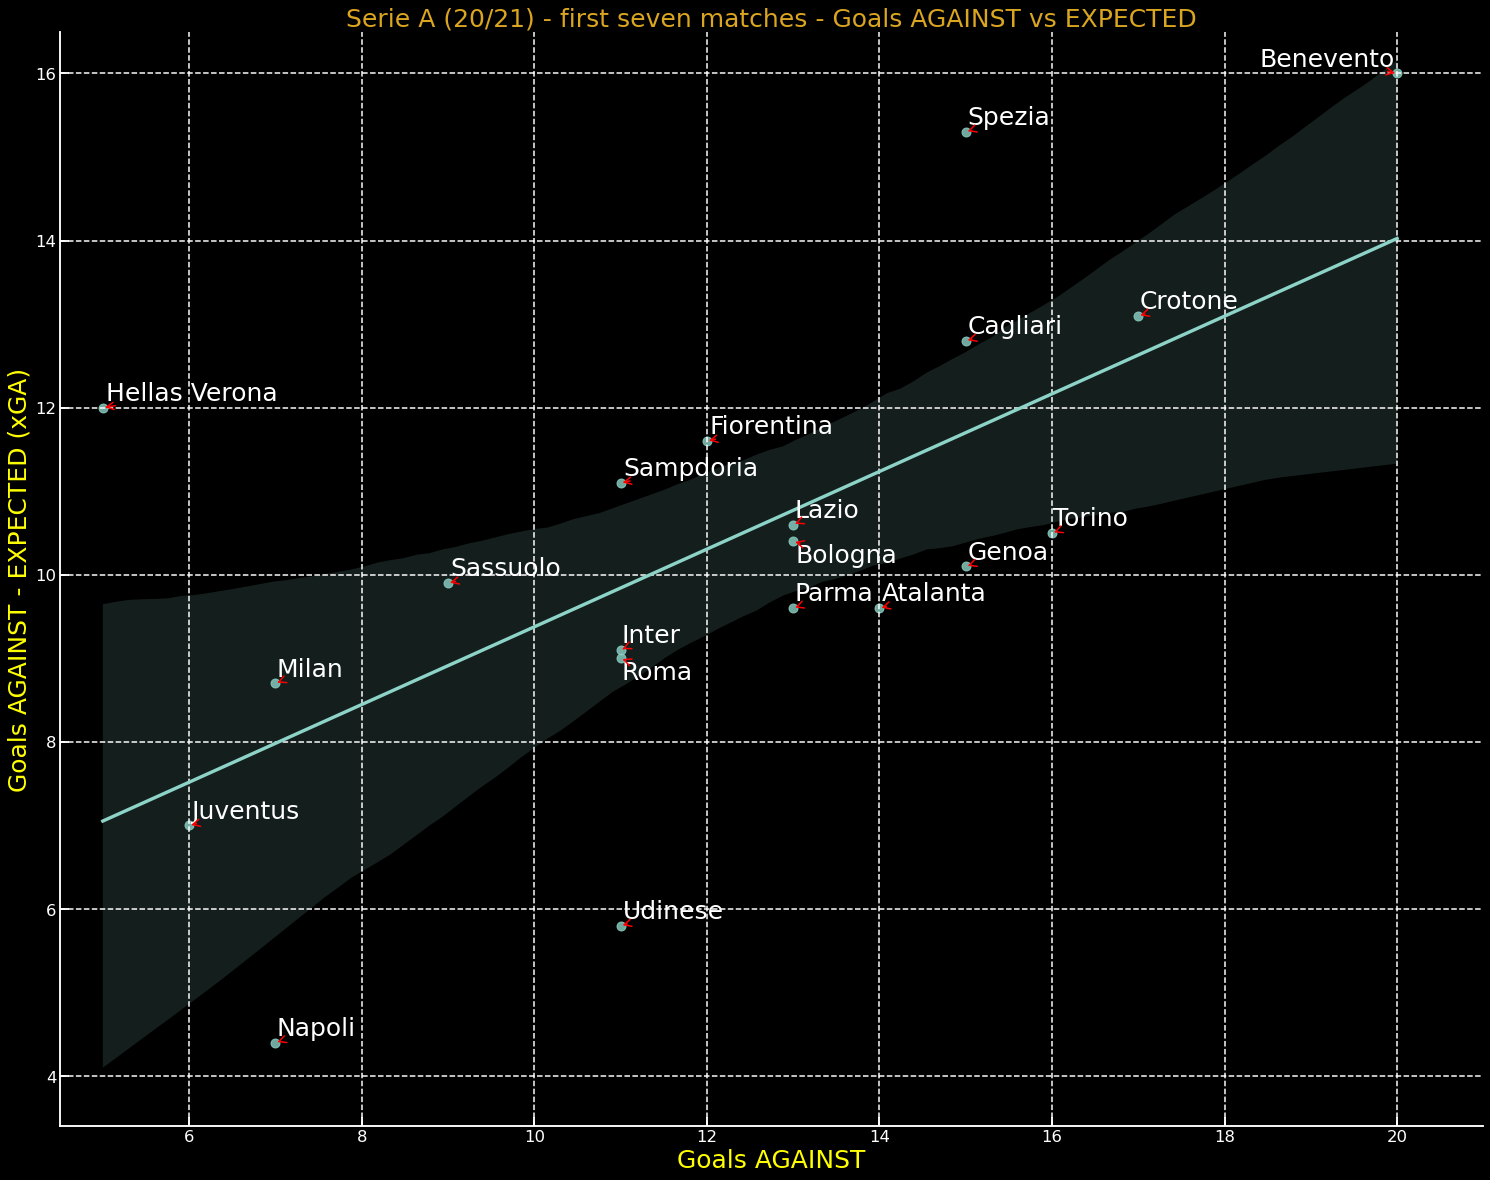 Serie A (20/21) - first seven matches - Goals AGAINST vs EXPECTED
Goals AGAINST - EXPECTED (xGA)
16
14
12
10
8
6
4
Benevento
Spezia
Crotone
Cagliari
Hellas Verona
Fiorentina
Sampdoria
Lazio
Torino
Bologna
Genoa
Sassuolo
Parma
Atalanta
Inter
Roma
Milan
Juventus
Udinese
Napoli
6 8 10 12 14 16 18 20
Goals AGAINST